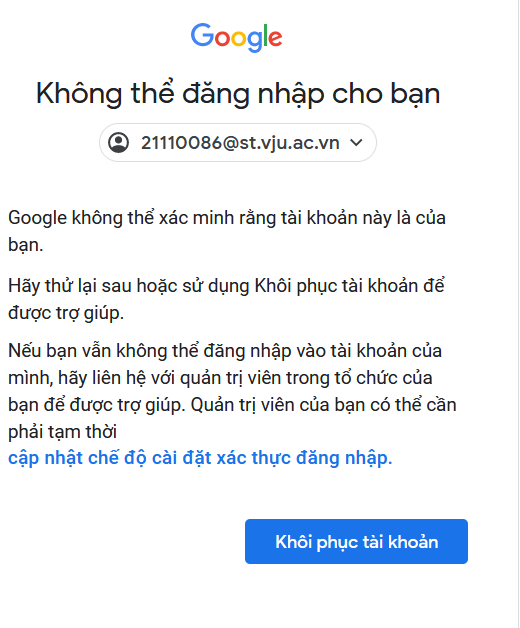 Google
Không thể đăng nhập cho bạn
21110086@st.vju.ac.vn
Google không thể xác minh rằng tài khoản này là của
bạn.
Hãy thử lại sau hoặc sử dụng Khôi phục tài khoản để
được trợ giúp.
Nếu bạn vẫn không thể đăng nhập vào tài khoản của
mình, hãy liên hệ với quản trị viên trong tổ chức của
bạn để được trợ giúp. Quản trị viên của bạn có thể cần
phải tạm thời
cập nhật chế độ cài đặt xác thực đăng nhập.
Khôi phục tài khoản